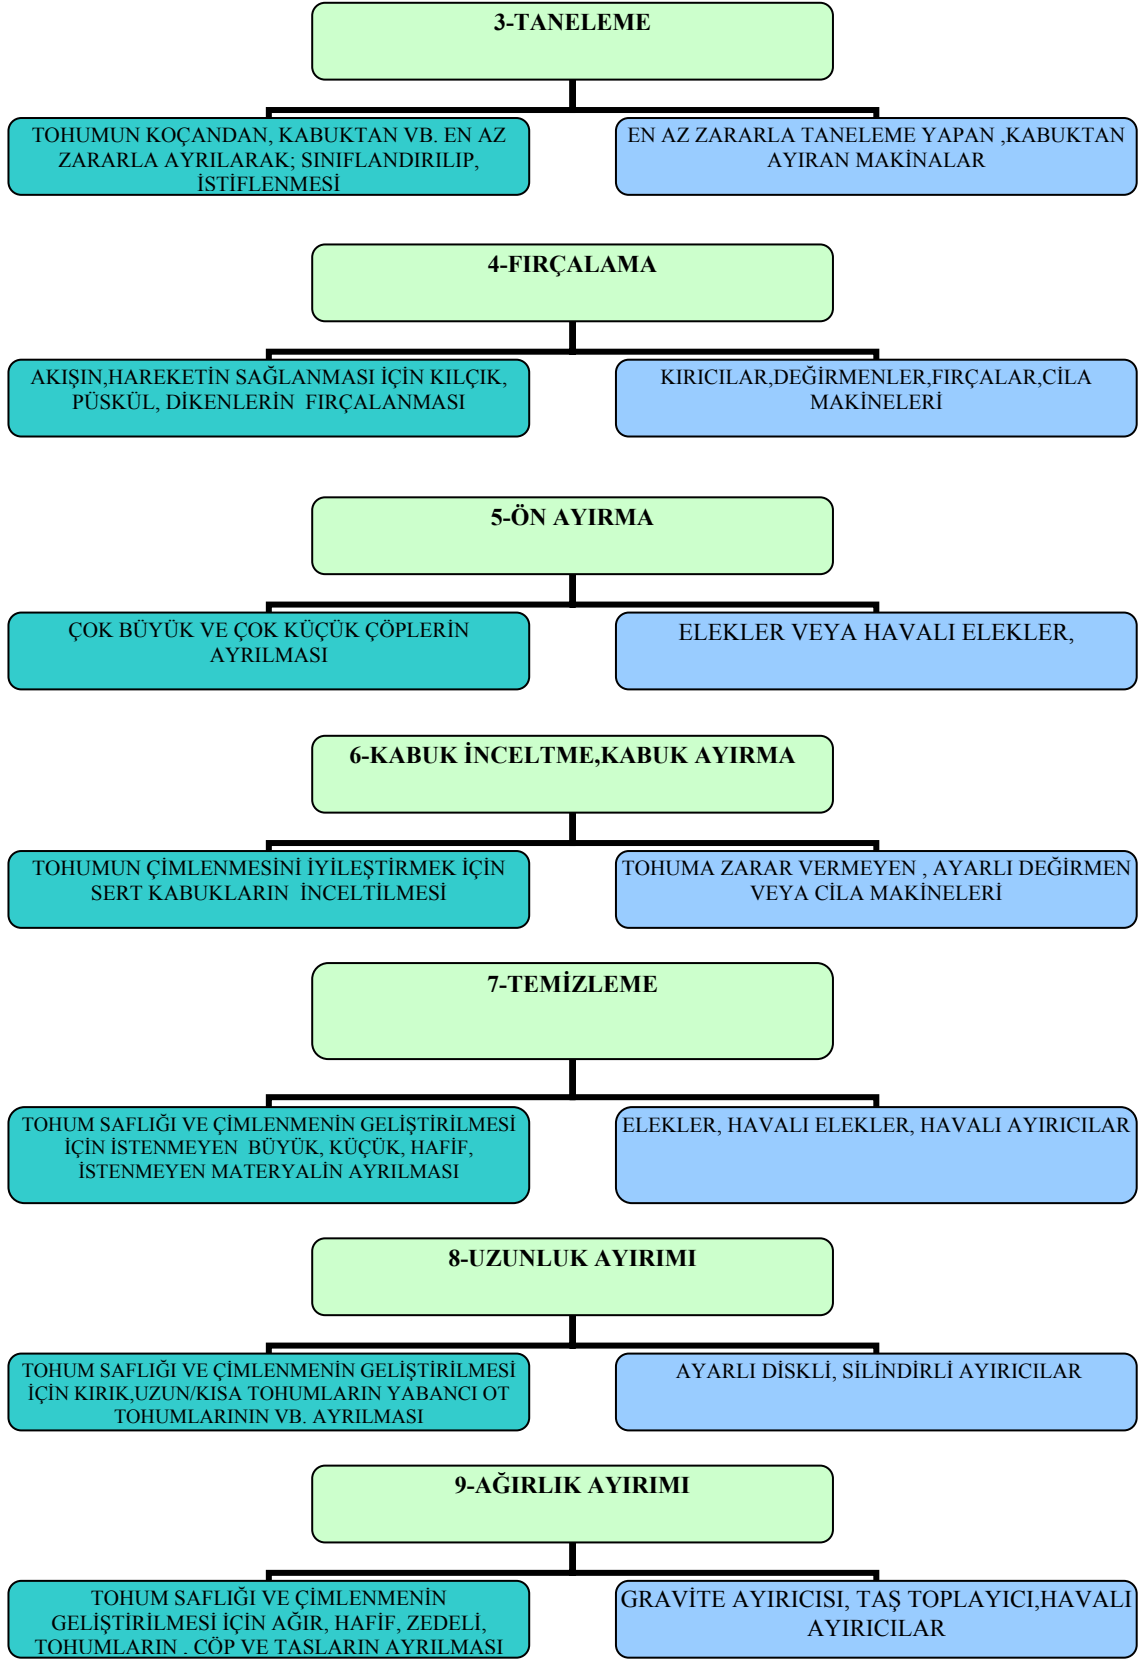 3-TANELEME
TOHUMUN KOÇANDAN, KABUKTAN VB. EN AZ
ZARARLA AYRILARAK; SINIFLANDIRILIP,
İSTİFLENMESİ
EN AZ ZARARLA TANELEME YAPAN ,KABUKTAN
AYIRAN MAKİNALAR
4-FIRÇALAMA
AKIŞIN,HAREKETİN SAĞLANMASI İÇİN KILÇIK,
PÜSKÜL, DİKENLERİN FIRÇALANMASI
KIRICILAR,DEĞİRMENLER,FIRÇALAR,CİLA
MAKİNELERİ
5-ÖN AYIRMA
ÇOK BÜYÜK VE ÇOK KÜÇÜK ÇÖPLERİN
AYRILMASI
ELEKLER VEYA HAVALI ELEKLER,
6-KABUK İNCELTME,KABUK AYIRMA
TOHUMUN ÇİMLENMESİNİ İYİLEŞTİRMEK İÇİN
SERT KABUKLARIN İNCELTİLMESİ
TOHUMA ZARAR VERMEYEN , AYARLI DEĞİRMEN
VEYA CİLA MAKİNELERİ
7-TEMİZLEME
TOHUM SAFLIĞI VE ÇİMLENMENİN GELİŞTİRİLMESİ
İÇİN İSTENMEYEN BÜYÜK, KÜÇÜK, HAFİF,
İSTENMEYEN MATERYALİN AYRILMASI
ELEKLER, HAVALI ELEKLER, HAVALI AYIRICILAR
8-UZUNLUK AYIRIMI
TOHUM SAFLIĞI VE ÇİMLENMENİN GELİŞTİRİLMESİ
İÇİN KIRIK,UZUN/KISA TOHUMLARIN YABANCI OT
TOHUMLARININ VB. AYRILMASI
AYARLI DİSKLİ, SİLİNDİRLİ AYIRICILAR
9-AĞIRLIK AYIRIMI
TOHUM SAFLIĞI VE ÇİMLENMENİN
GELİŞTİRİLMESİ İÇİN AĞIR, HAFİF, ZEDELİ,
TOHUMLARIN , ÇÖP VE TAŞLARIN AYRILMASI
GRAVİTE AYIRICISI, TAŞ TOPLAYICI,HAVALI
AYIRICILAR